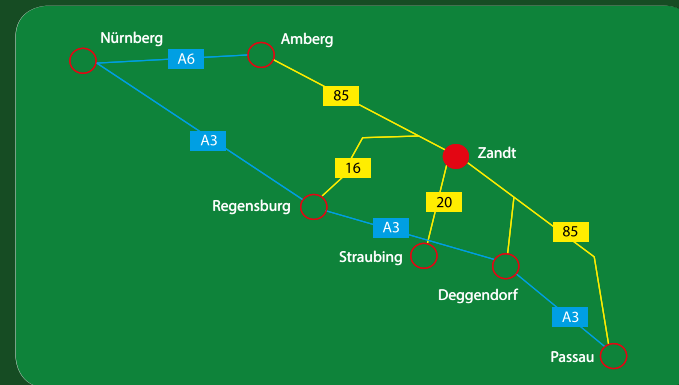 Nürnberg
Amberg
A6
85
A3
Zandt
16
20
Regensburg
A3
85
Straubing
Deggendorf
A3
Passau